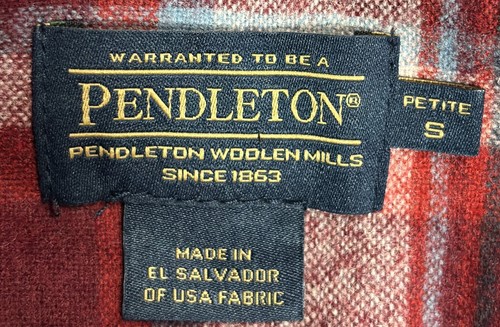 WARRANTED TO BE A
PENDLETON®
PENDLETON WOOLEN MILLS
SINCE 1863
PETITE
S
MADE IN
EL SALVADOR
OF USA FABRIC